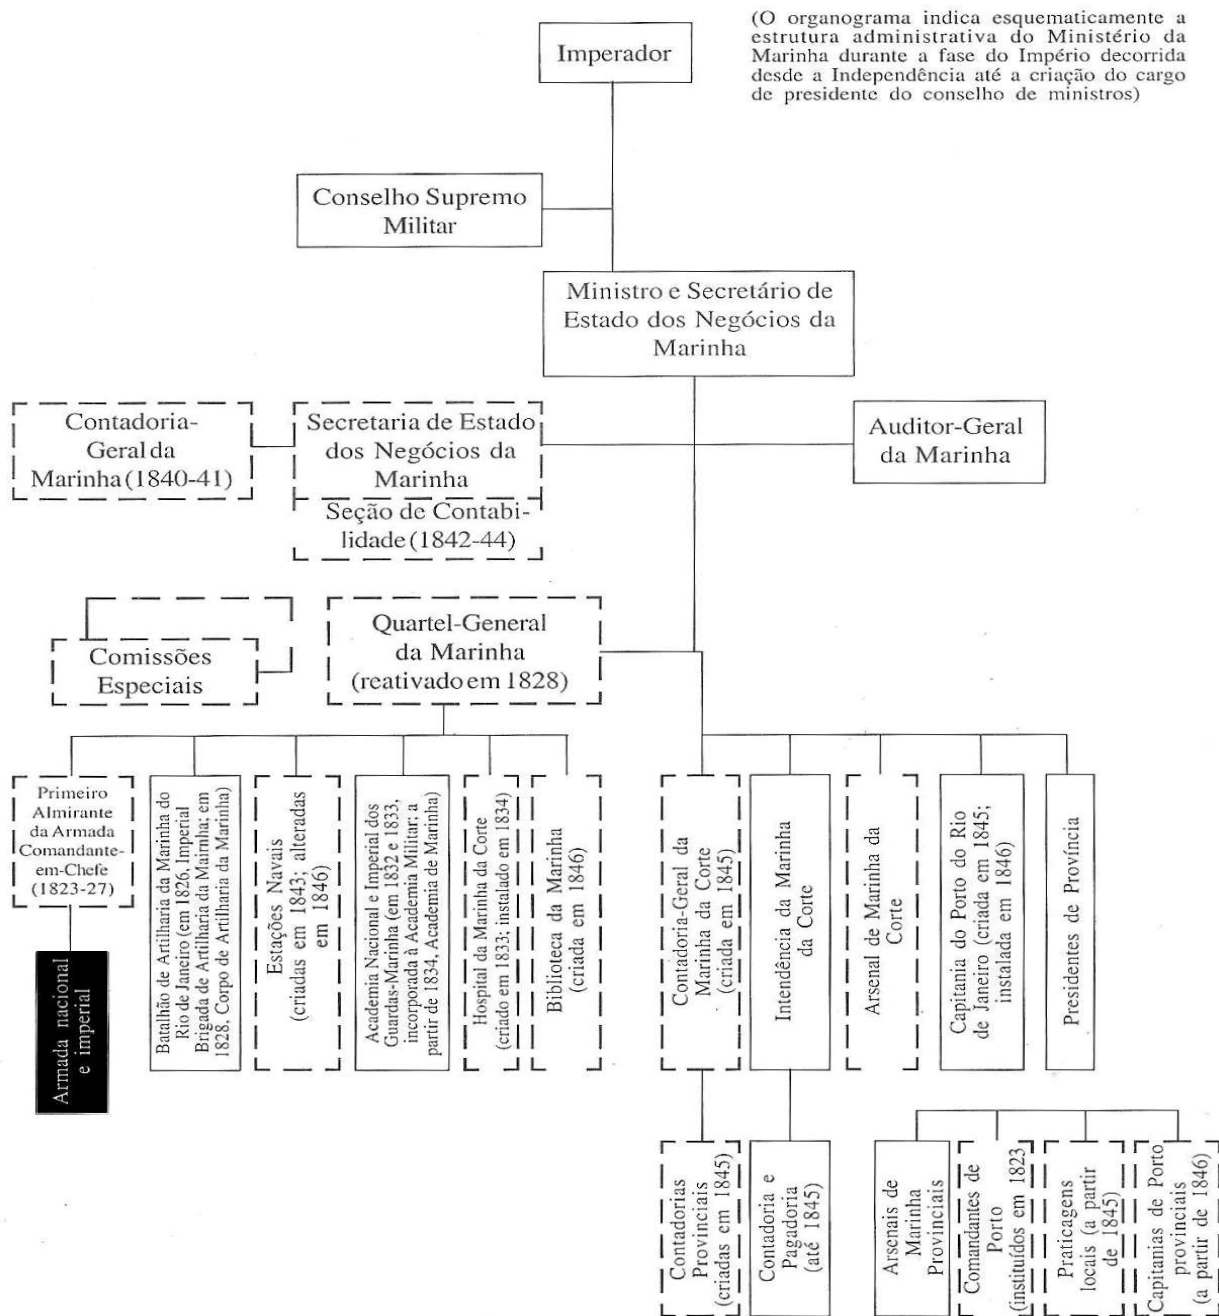 (O organograma indica esquematicamente a
estrutura administrativa do Ministério da
Marinha durante a fase do Império decorrida
desde a Independência até a criação do cargo
de presidente do conselho de ministros)
Imperador
Conselho Supremo
Militar
Ministro e Secretário de
Estado dos Negócios da
Marinha
Contadoria-
Geral da
Marinha (1840-41)
Secretaria de Estado
dos Negócios da
Marinha
Seção de Contabi-
lidade (1842-44)
Auditor-Geral
da Marinha
Comissões
Especiais
Quartel-General
da Marinha
(reativado em 1828)
Primeiro
Almirante
da Armada
Comandante-
em-Chefe
(1823-27)
Armada nacional
e imperial
Batalhão de Artilharia da Marinha do
Rio de Janeiro (em 1826, Imperial
Brigada de Artilharia da Mairnha; em
1828, Corpo de Artilharia da Marinha)
Estações Navais
(criadas em 1843; alteradas
em 1846)
Academia Nacional e Imperial dos
Guardas-Marinha (em 1832 e 1833,
incorporada à Academia Militar; a
partir de 1834, Academia de Marinha)
Hospital da Marinha da Corte
(criado em 1833; instalado em 1834)
Biblioteca da Marinha
(criada em 1846)
Contadoria-Geral da
Marinha da Corte
(criada em 1845)
Intendência da Marinha
da Corte
Arsenal de Marinha da
Corte
Capitania do Porto do Rio
de Janeiro (criada em 1845;
instalada em 1846)
Presidentes de Província
Contadorias
Provinciais
(criadas em 1845)
Contadoria e
Pagadoria
(até 1845)
Arsenais de
Marinha
Provinciais
Comandantes de
Porto
(instituídos em 1823
Praticagens
locais (a partir
de 1845)
Capitanias de Porto
provinciais
(a partir de 1846)